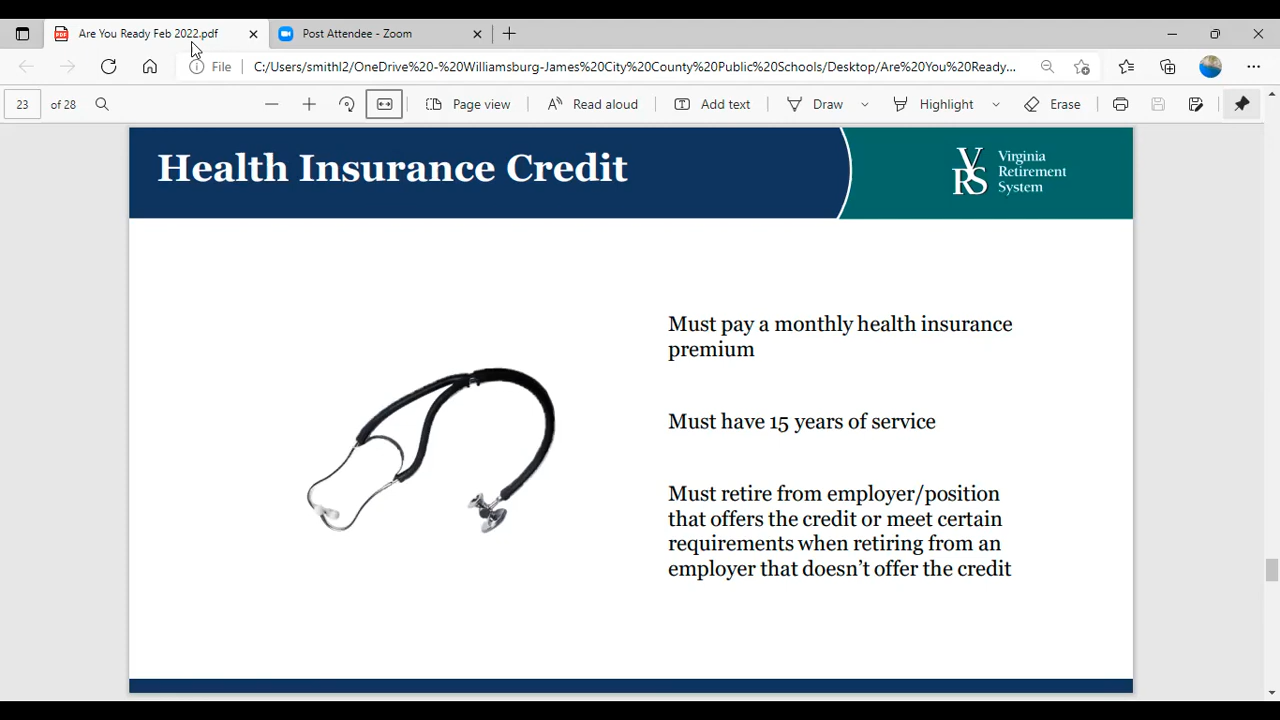 Are You Ready Feb 2022.pdf
Post Attendee - Zoom
File
C:/Users/smithl2/OneDrive%20-%20Williamsburg-James%20City%20County%20Public%20Schools/Desktop/Are%20You%20Ready...
23 of 28
Page view
Read aloud
Add text
Draw
Highlight
Erase
Health Insurance Credit
VRS
Virginia
Retirement
System
Must pay a monthly health insurance
premium
Must have 15 years of service
Must retire from employer/position
that offers the credit or meet certain
requirements when retiring from an
employer that doesn't offer the credit